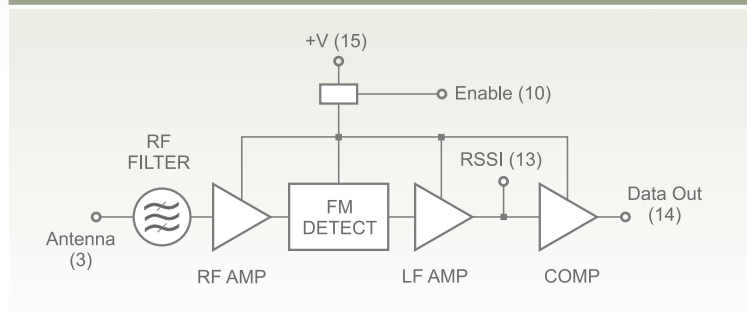 +V (15)
Enable (10)
RF
FILTER
RSSI (13)
Antenna
(3)
FM
DETECT
Data Out
(14)
RF AMP
LF AMP
COMP